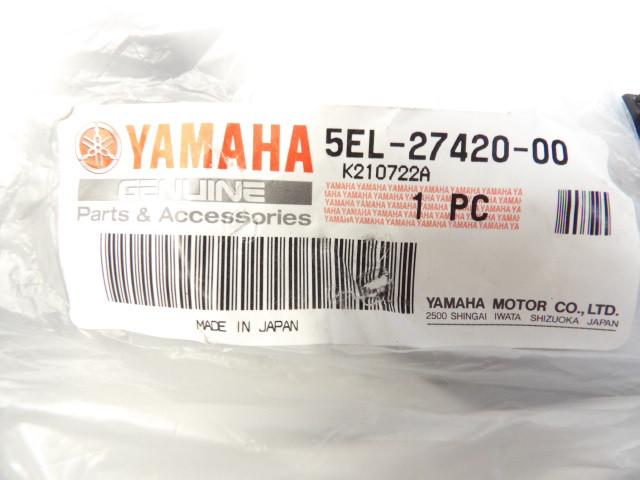 YAMAHA 5EL-27420-00
GENUINE K210722A
Parts & Accessories 1 PC
MADE IN JAPAN
YAMAHA MOTOR CO., LTD.
2500 SHINGAI IWATA SHIZUOKA JAPAN